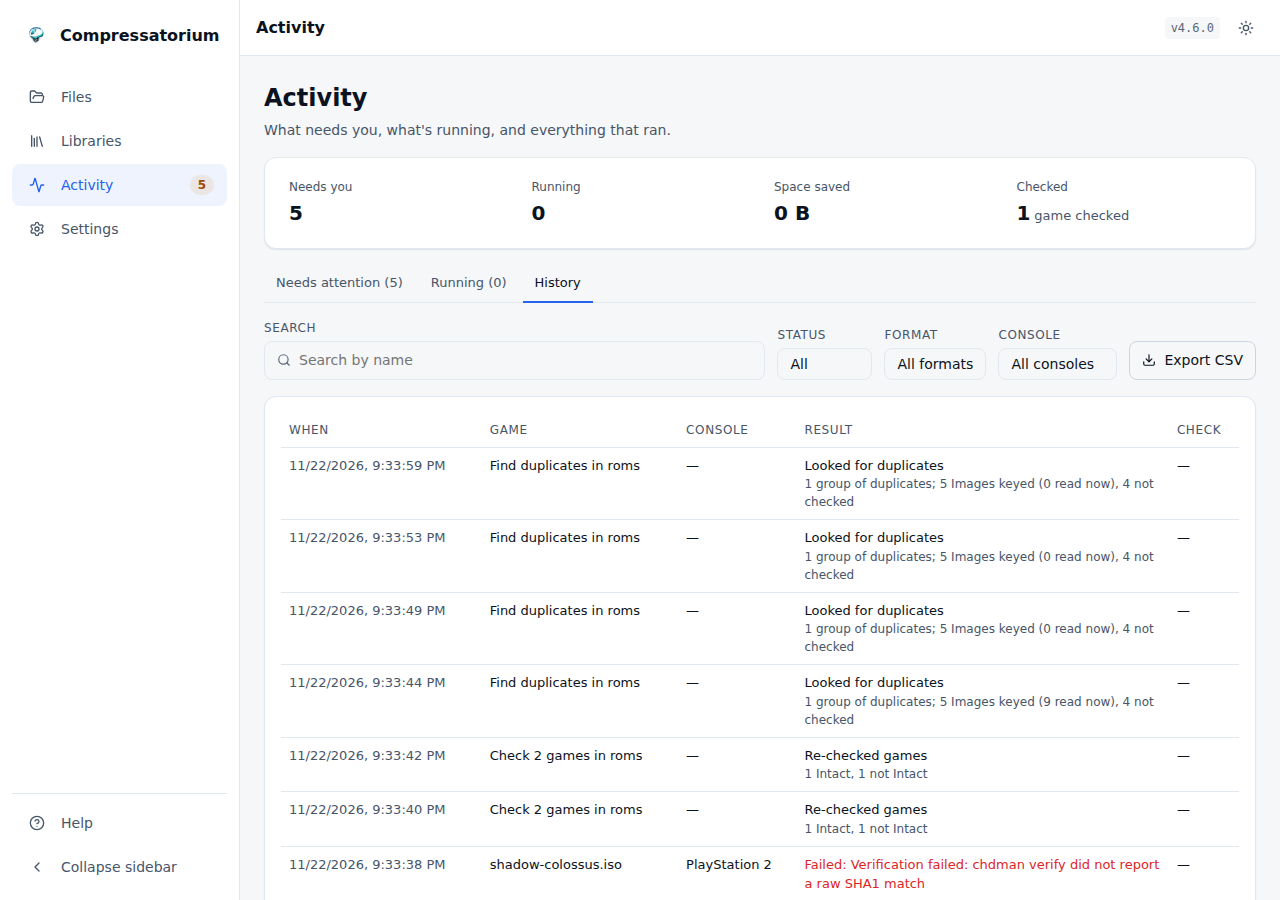 Compressatorium
Activity
v4.6.0
Files
Libraries
Activity
5
Settings
Help
Collapse sidebar
Activity
What needs you, what's running, and everything that ran.
Needs you
5
Running
0
Space saved
0 B
Checked
1 game checked
Needs attention (5)
Running (0)
History
SEARCH
Search by name
STATUS
All
FORMAT
All formats
CONSOLE
All consoles
Export CSV
WHEN GAME CONSOLE RESULT CHECK
11/22/2026, 9:33:59 PM Find duplicates in roms — Looked for duplicates —
1 group of duplicates; 5 Images keyed (0 read now), 4 not
checked
11/22/2026, 9:33:53 PM Find duplicates in roms — Looked for duplicates —
1 group of duplicates; 5 Images keyed (0 read now), 4 not
checked
11/22/2026, 9:33:49 PM Find duplicates in roms — Looked for duplicates —
1 group of duplicates; 5 Images keyed (0 read now), 4 not
checked
11/22/2026, 9:33:44 PM Find duplicates in roms — Looked for duplicates —
1 group of duplicates; 5 Images keyed (9 read now), 4 not
checked
11/22/2026, 9:33:42 PM Check 2 games in roms — Re-checked games —
1 Intact, 1 not Intact
11/22/2026, 9:33:40 PM Check 2 games in roms — Re-checked games —
1 Intact, 1 not Intact
11/22/2026, 9:33:38 PM shadow-colossus.iso PlayStation 2 Failed: Verification failed: chdman verify did not report —
a raw SHA1 match